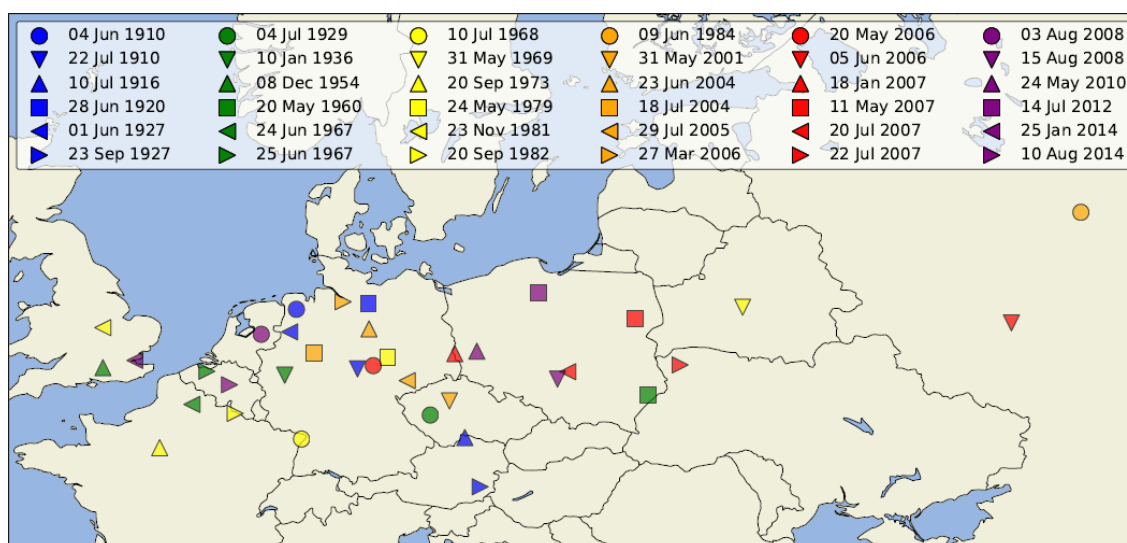 04 Jun 1910 04 Jul 1929 10 Jul 1968 09 Jun 1984 20 May 2006 03 Aug 2008
22 Jul 1910 10 Jan 1936 31 May 1969 31 May 2001 05 Jun 2006 15 Aug 2008
10 Jul 1916 08 Dec 1954 20 Sep 1973 23 Jun 2004 18 Jan 2007 24 May 2010
28 Jun 1920 20 May 1960 24 May 1979 18 Jul 2004 11 May 2007 14 Jul 2012
01 Jun 1927 24 Jun 1967 23 Nov 1981 29 Jul 2005 20 Jul 2007 25 Jan 2014
23 Sep 1927 25 Jun 1967 20 Sep 1982 27 Mar 2006 22 Jul 2007 10 Aug 2014